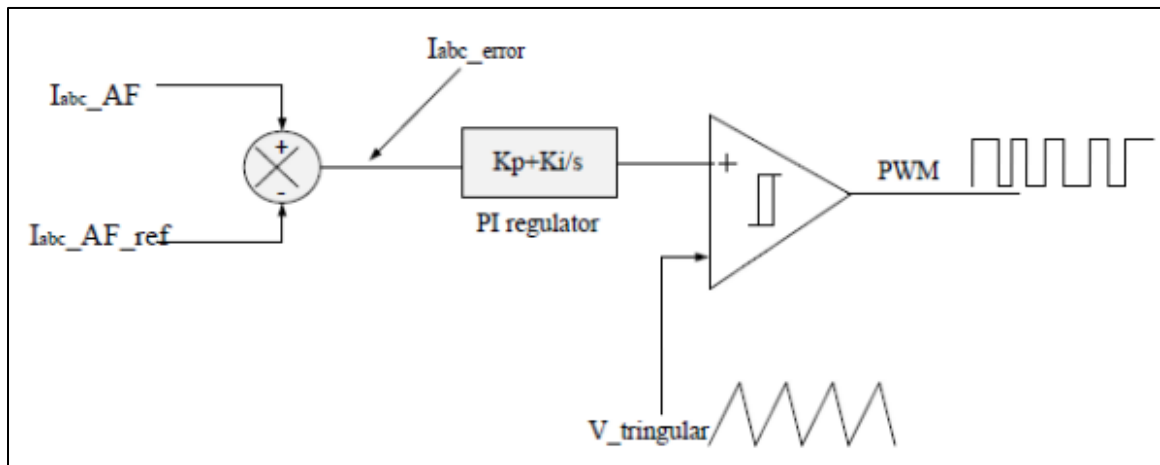 Iabc_error
Iabc_AF
+
-
Kp+Ki/s
+
PWM
PI regulator
Iabc_AF_ref
V_tringular